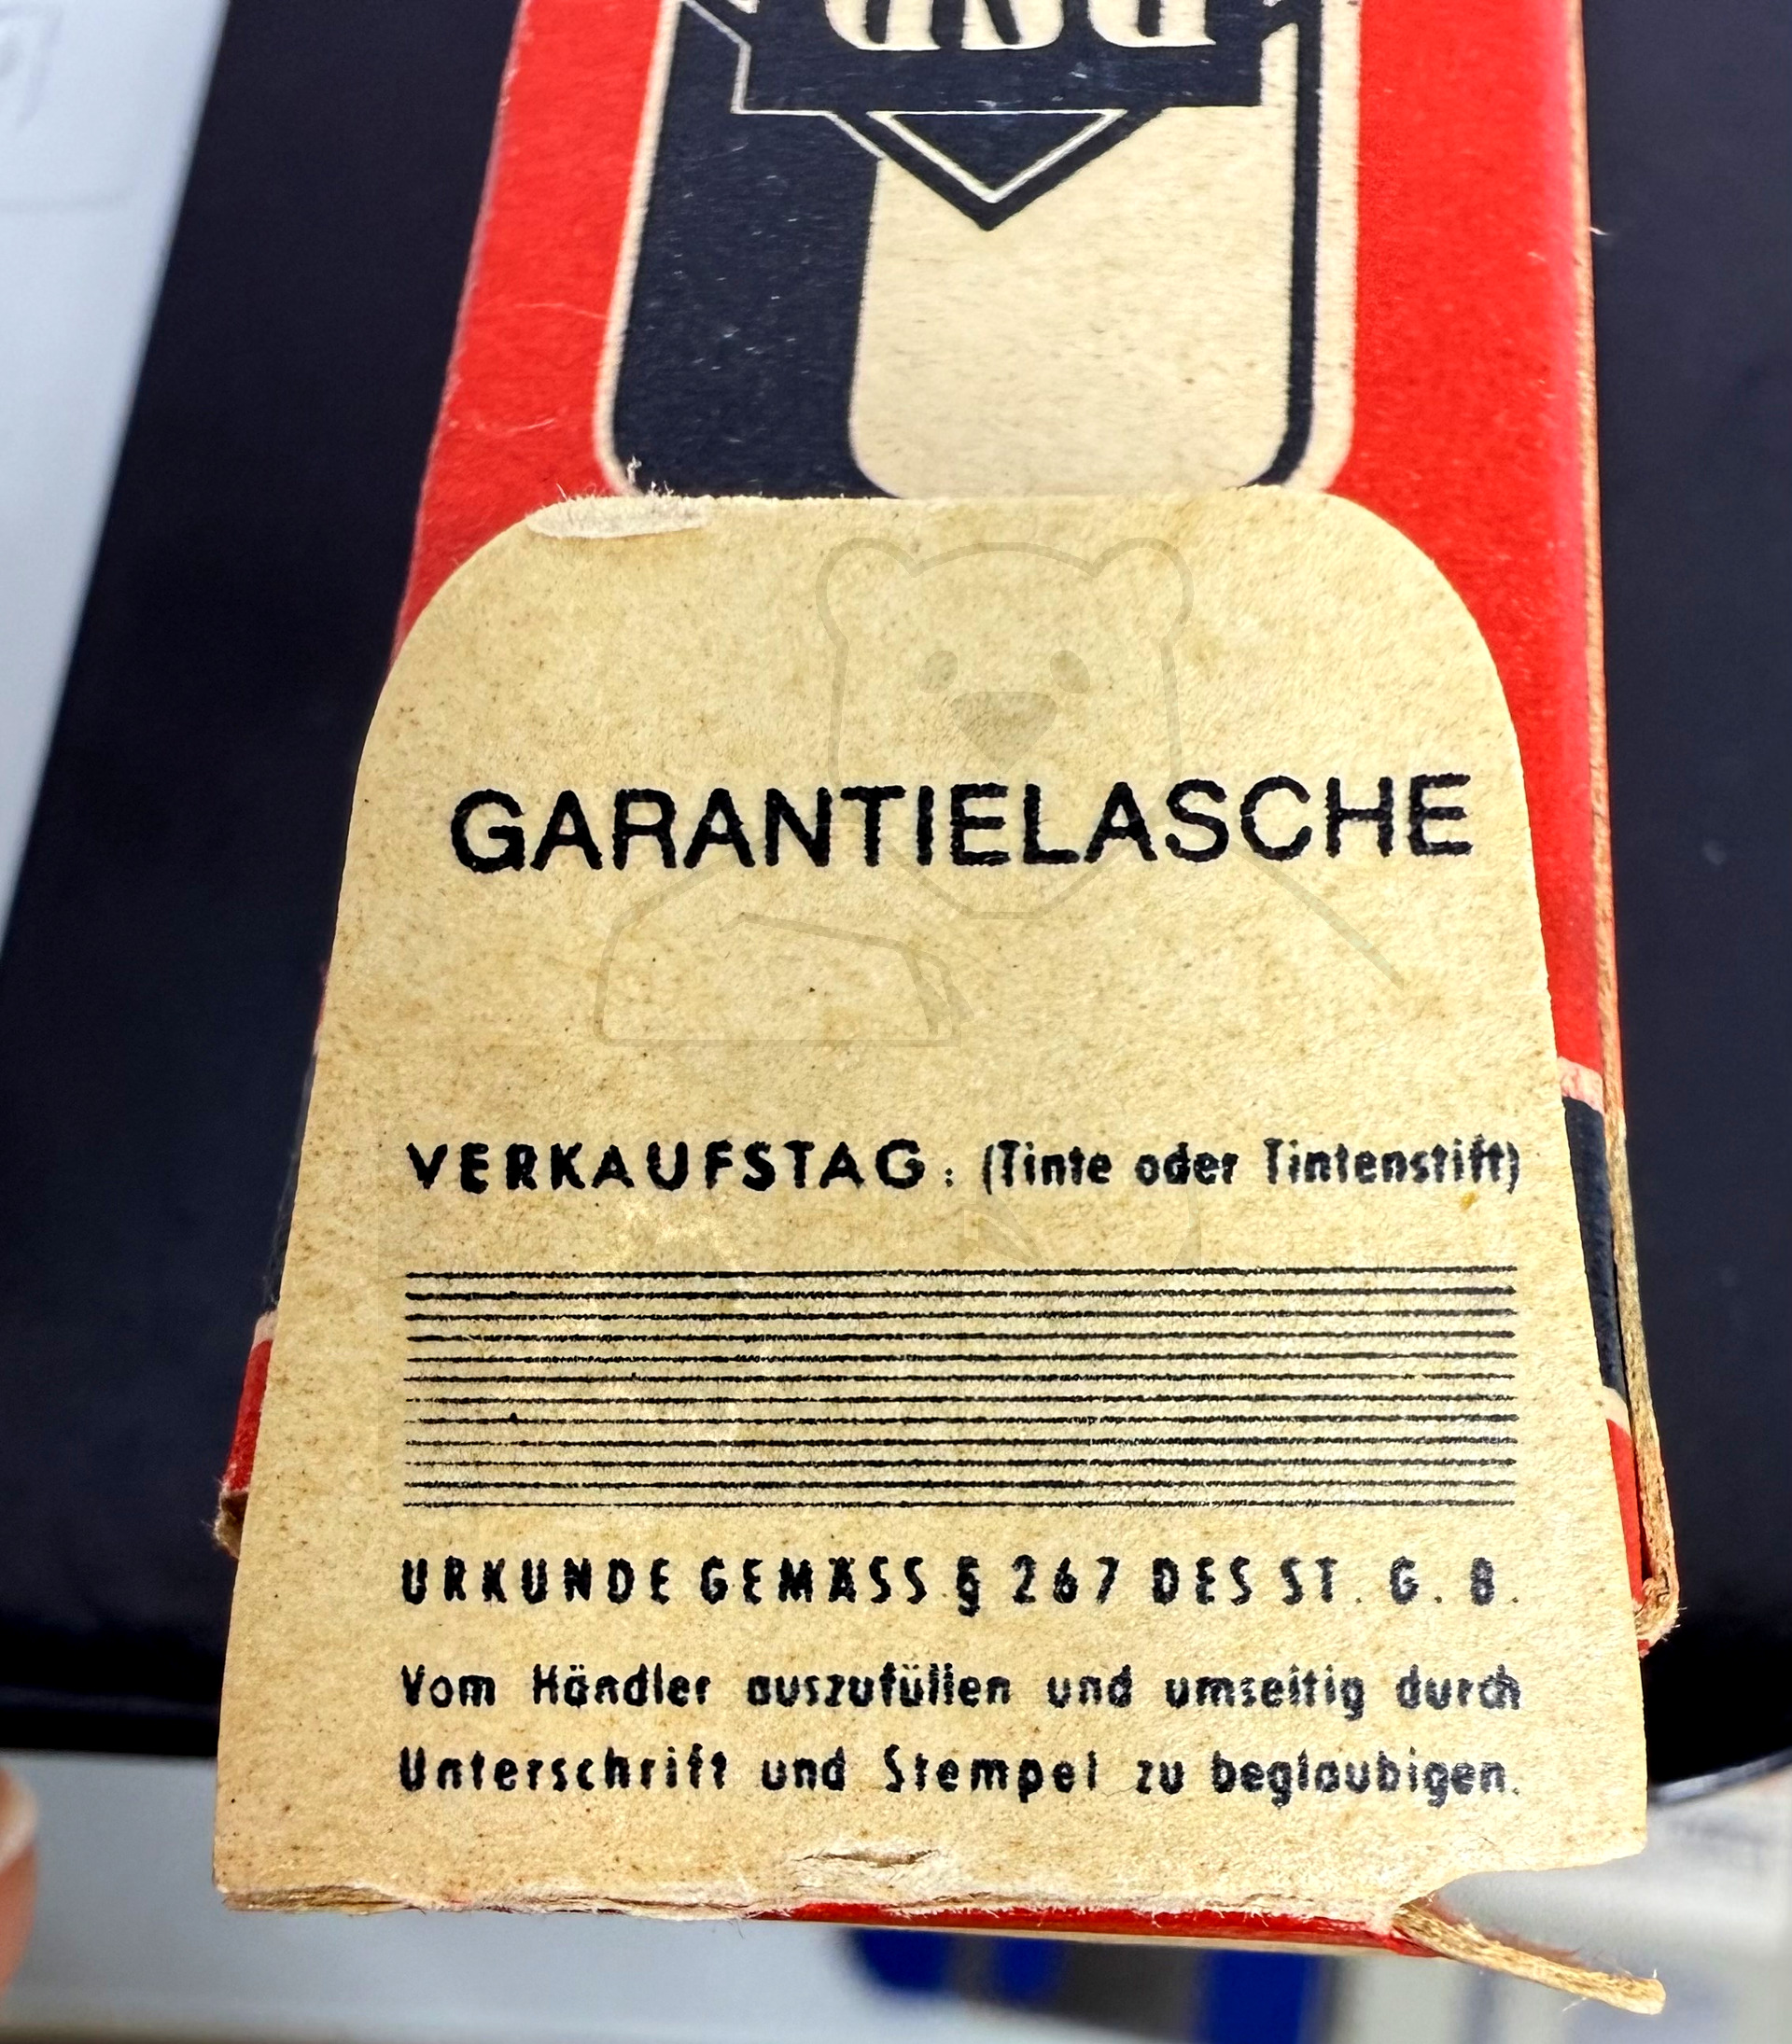 GARANTIELASCHE
VERKAUFSTAG: (Tinte oder Tintenstift)
URKUNDE GEMÄSS § 267 DES ST. G. B.
Vom Händler auszufüllen und umseitig durch
Unterschrift und Stempel zu beglaubigen.